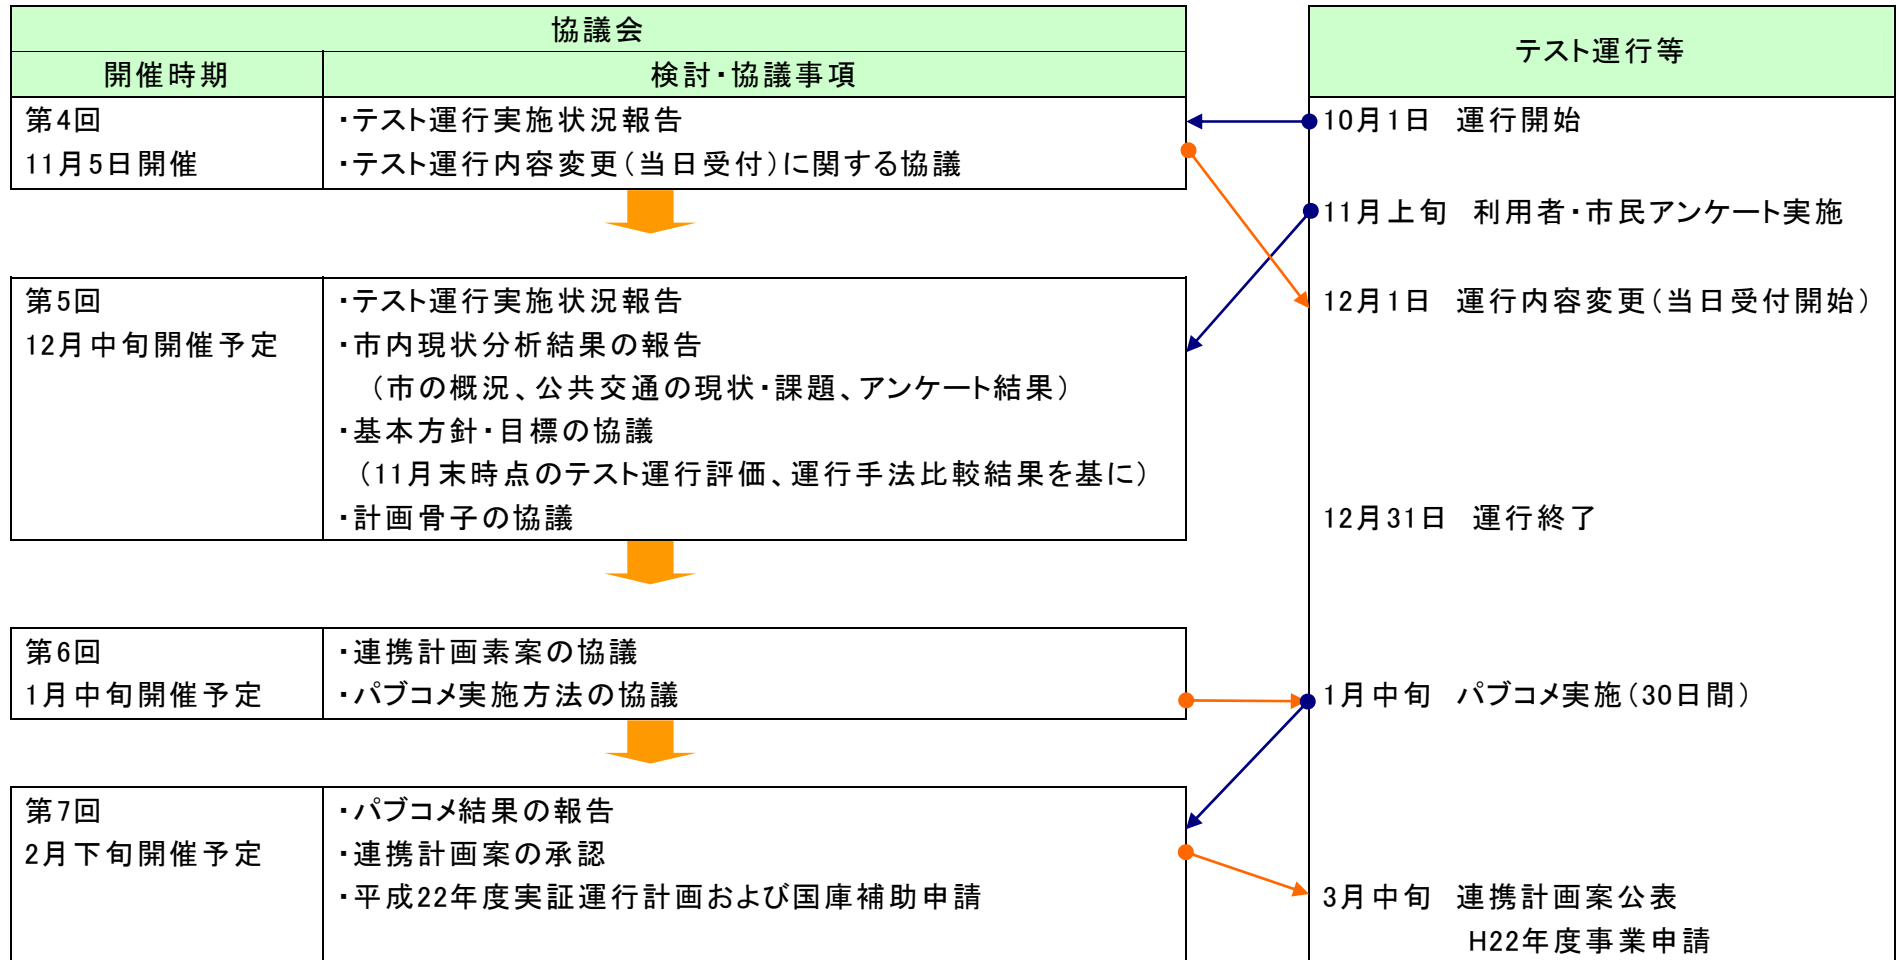 協議会
開催時期
検討・協議事項
第4回
11月5日開催
・テスト運行実施状況報告
・テスト運行内容変更(当日受付)に関する協議
第5回
12月中旬開催予定
・テスト運行実施状況報告
・市内現状分析結果の報告
(市の概況、公共交通の現状・課題、アンケート結果)
・基本方針・目標の協議
(11月末時点のテスト運行評価、運行手法比較結果を基に)
・計画骨子の協議
第6回
1月中旬開催予定
・連携計画素案の協議
・パブコメ実施方法の協議
第7回
2月下旬開催予定
・パブコメ結果の報告
・連携計画案の承認
・平成22年度実証運行計画および国庫補助申請
テスト運行等
10月1日 運行開始
11月上旬 利用者・市民アンケート実施
12月1日 運行内容変更(当日受付開始)
12月31日 運行終了
1月中旬 パブコメ実施(30日間)
3月中旬 連携計画案公表
H22年度事業申請